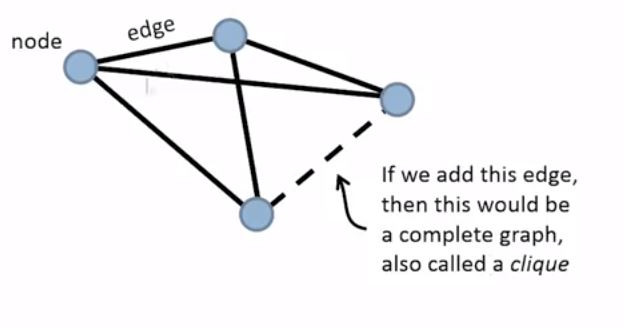 node
edge
If we add this edge,
then this would be
a complete graph,
also called a clique